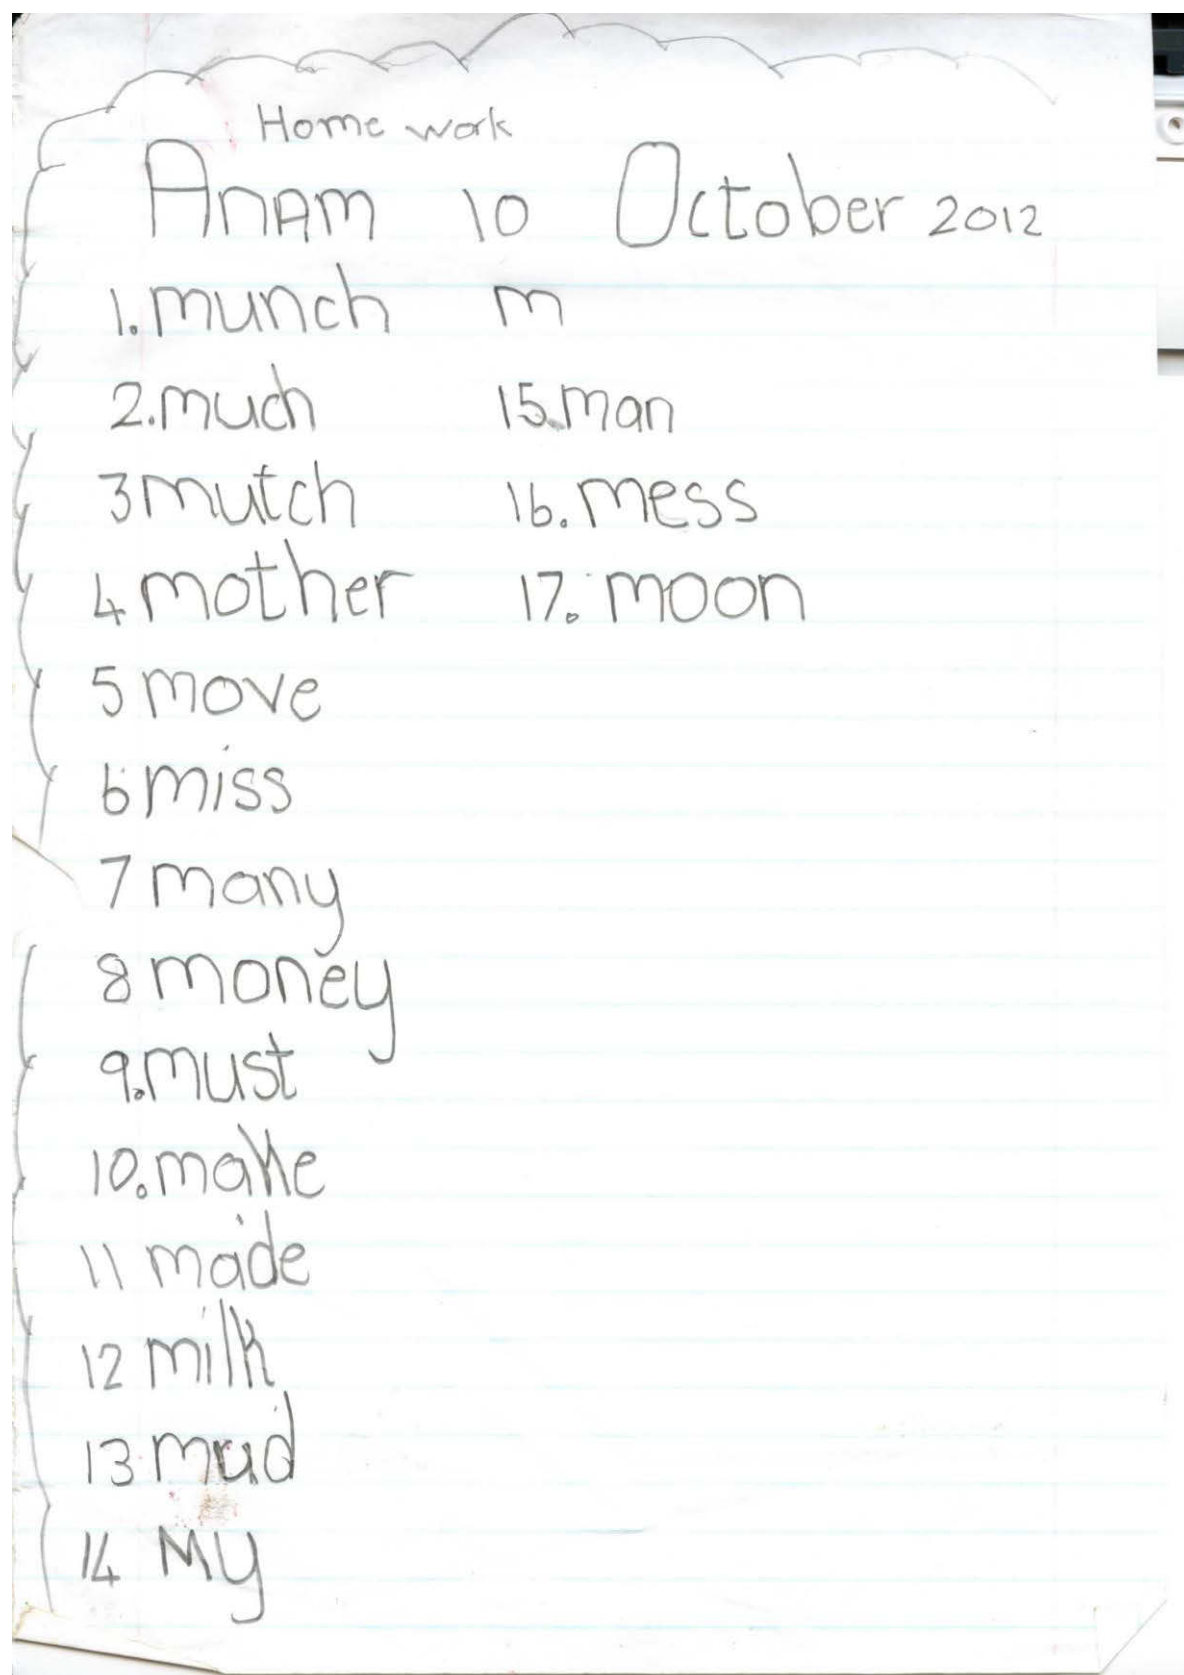 Home work
Anam 10 October 2012
1. munch
2. much
3 mutch
4 mother
5 move
6 miss
7 many
8 money
9. must
10. make
11 made
12 milk
13 mud
14 My
m
15. man
16. mess
17. moon